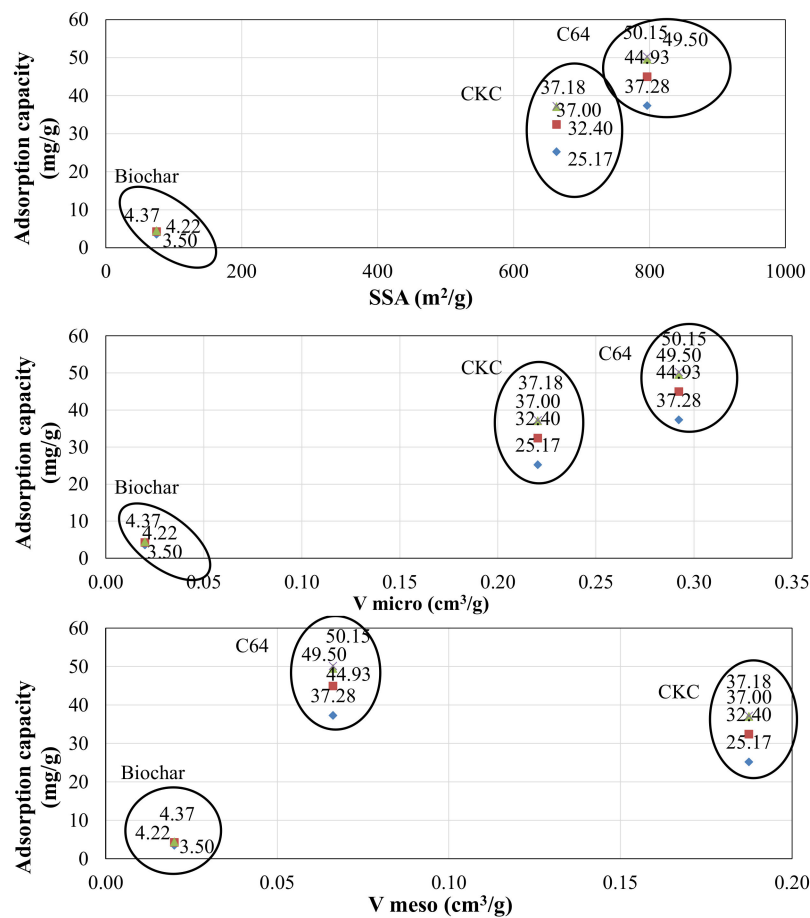 60
50
40
30
20
10
0
Adsorption capacity
(mg/g)
C64
50.15
49.50
44.93
37.28
CKC
37.18
37.00
32.40
25.17
Biochar
4.37
4.22
3.50
0 200 400 600 800 1000
SSA (m²/g)
60
50
40
30
20
10
0
Adsorption capacity
(mg/g)
C64
50.15
49.50
44.93
37.28
CKC
37.18
37.00
32.40
25.17
Biochar
4.37
4.22
3.50
0.00 0.05 0.10 0.15 0.20 0.25 0.30 0.35
V micro (cm³/g)
60
50
40
30
20
10
0
Adsorption capacity
(mg/g)
C64
50.15
49.50
44.93
37.28
CKC
37.18
37.00
32.40
25.17
Biochar
4.37
4.22
3.50
0.00 0.05 0.10 0.15 0.20
V meso (cm³/g)